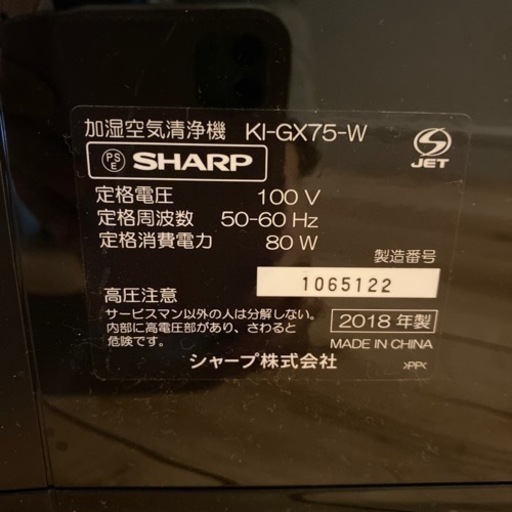 加湿空気清浄機 KI-GX75-W
PS E SHARP
S JET
定格電圧 100 V
定格周波数 50-60 Hz
定格消費電力 80 W
製造番号
1065122
高圧注意
サービスマン以外の人は分解しない。
内部に高電圧部があり、さわると
危険です。
2018 年製
MADE IN CHINA
シャープ株式会社
>PP<